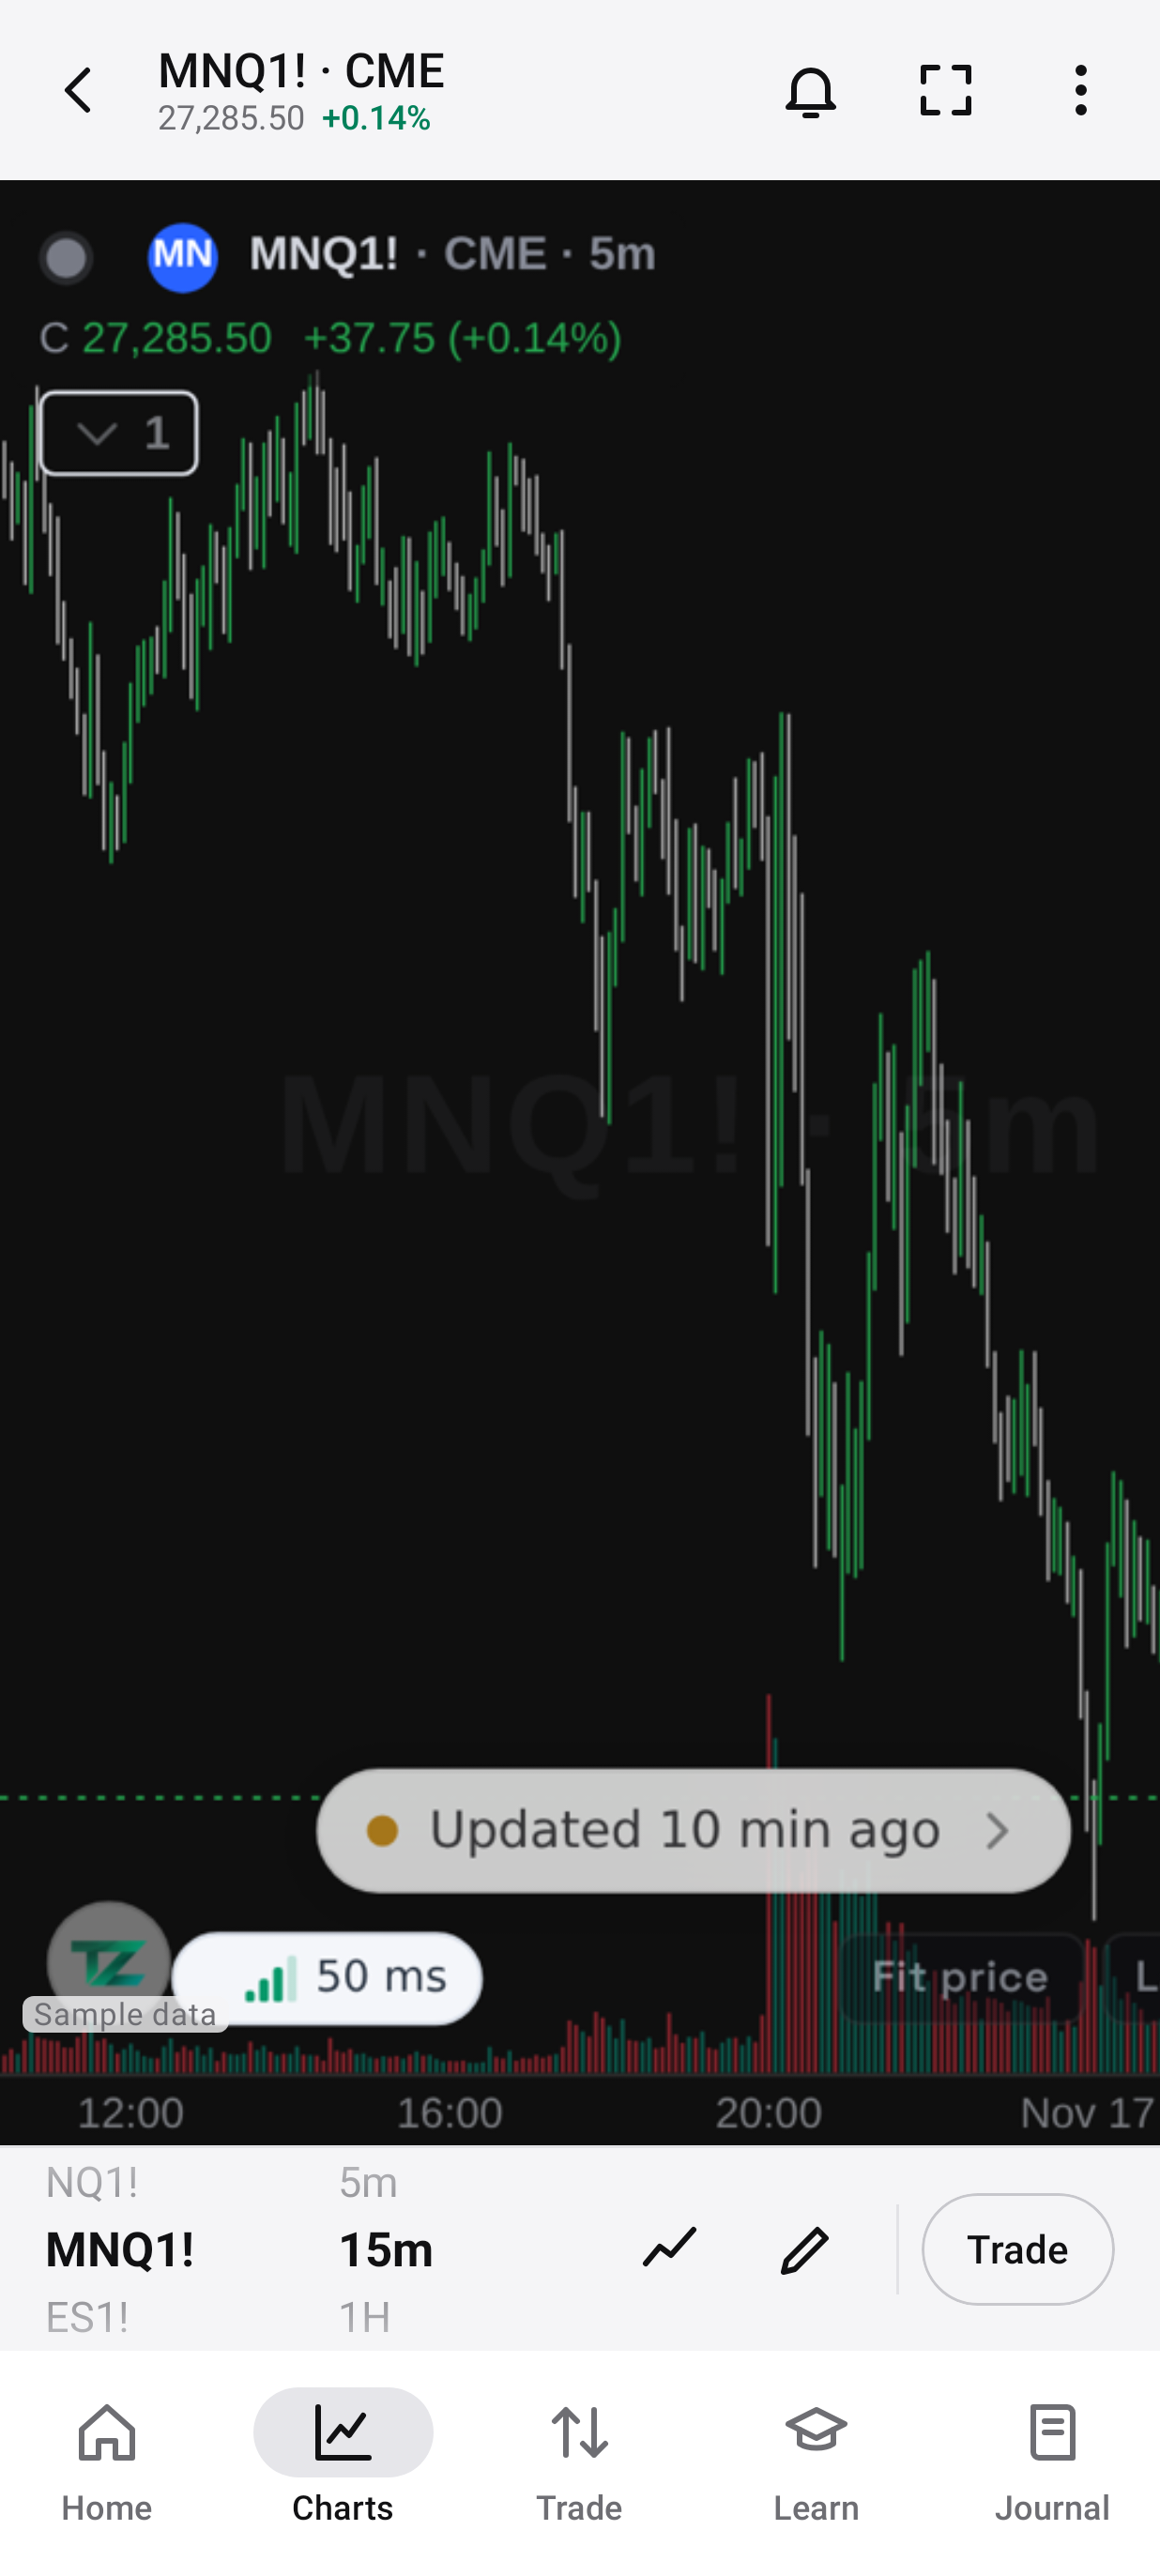 MNQ1! · CME
27,285.50 +0.14%
MN MNQ1! · CME · 5m
C 27,285.50 +37.75 (+0.14%)
1
MNQ1! · 5m
Updated 10 min ago
TZ
50 ms
Fit price
L
Sample data
12:00 16:00 20:00 Nov 17
NQ1! 5m
MNQ1! 15m
Trade
ES1! 1H
Home Charts Trade Learn Journal